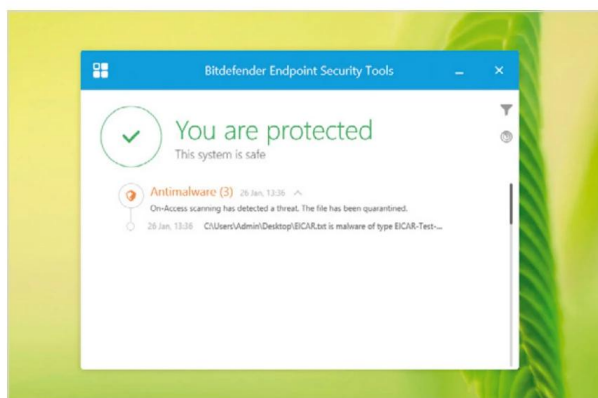 Bitdefender Endpoint Security Tools
You are protected
This system is safe
Antimalware (3) 26 Jan, 13:36
On-Access scanning has detected a threat. The file has been quarantined.
26 Jan, 13:36 C:\Users\Admin\Desktop\EICAR.txt is malware of type EICAR-Test-...